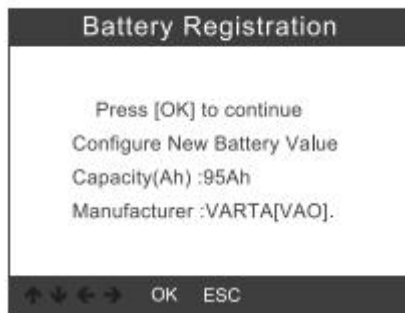 Battery Registration
Press [OK] to continue
Configure New Battery Value
Capacity(Ah) :95Ah
Manufacturer :VARTA[VAO].
OK ESC